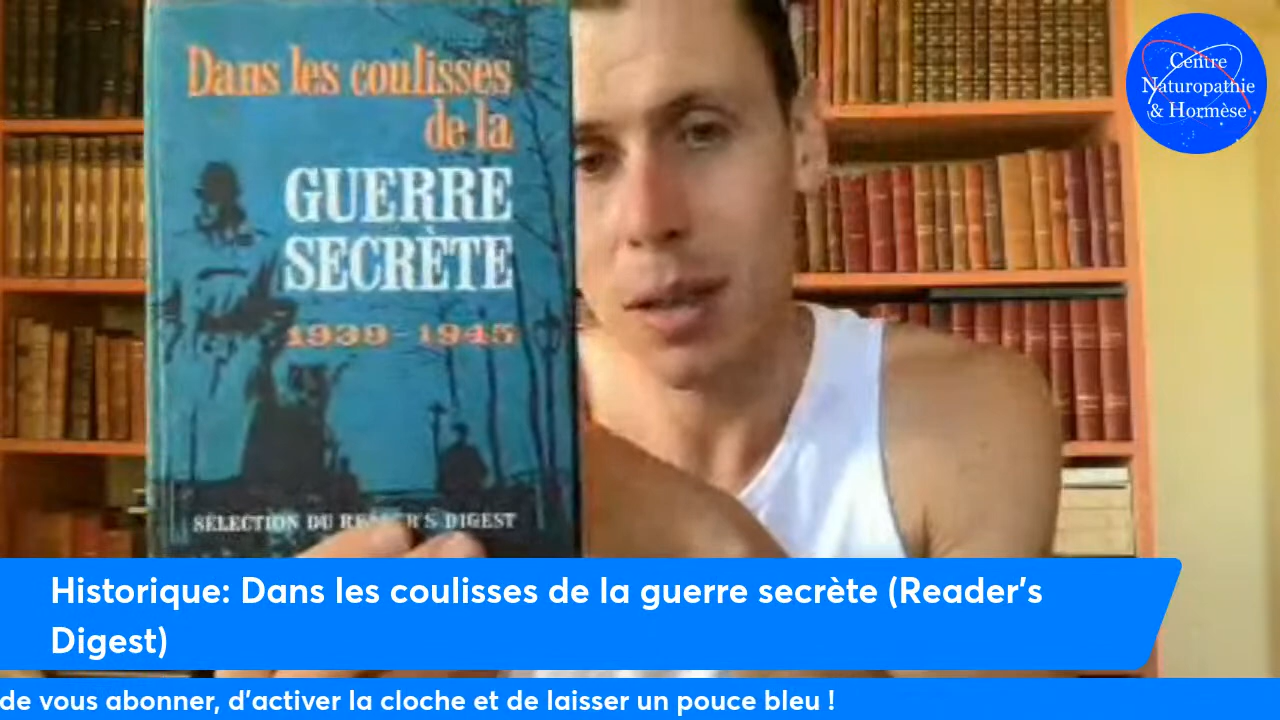 Dans les coulisses
de la
GUERRE
SECRÈTE
1939-1945
SÉLECTION DU READER'S DIGEST
Centre
Naturopathie
& Hormèse
Historique: Dans les coulisses de la guerre secrète (Reader's
Digest)
de vous abonner, d'activer la cloche et de laisser un pouce bleu !